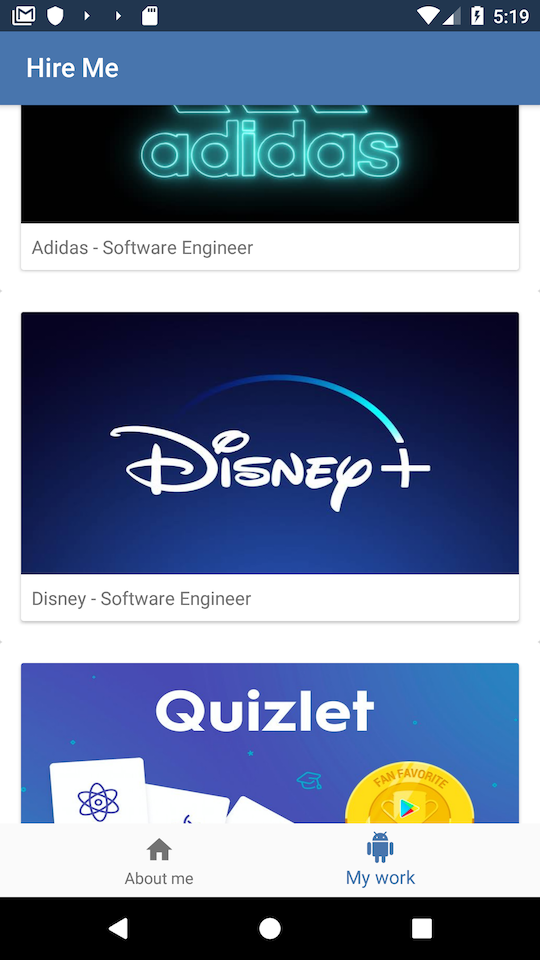 5:19
Hire Me
adidas
Adidas - Software Engineer
Disney+
Disney - Software Engineer
Quizlet
FAN FAVORITE
About me
My work